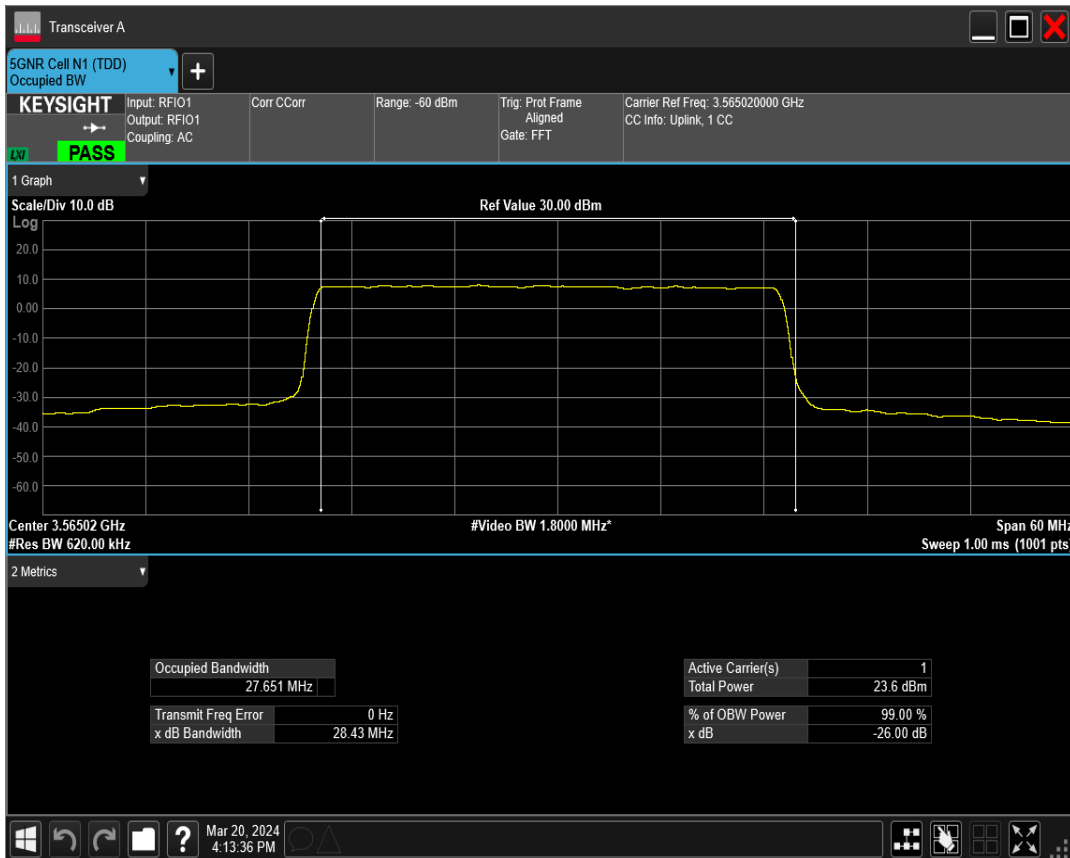 Transceiver A
5GNR Cell N1 (TDD)
Occupied BW
+
KEYSIGHT
LXI
PASS
Input: RFIO1
Output: RFIO1
Coupling: AC
Corr CCorr
Range: -60 dBm
Trig: Prot Frame
Aligned
Gate: FFT
Carrier Ref Freq: 3.565020000 GHz
CC Info: Uplink, 1 CC
1 Graph
Scale/Div 10.0 dB
Ref Value 30.00 dBm
Log
20.0
10.0
0.00
-10.0
-20.0
-30.0
-40.0
-50.0
-60.0
Center 3.56502 GHz
#Video BW 1.8000 MHz*
Span 60 MHz
#Res BW 620.00 kHz
Sweep 1.00 ms (1001 pts)
2 Metrics
Occupied Bandwidth
27.651 MHz
Transmit Freq Error 0 Hz
x dB Bandwidth 28.43 MHz
Active Carrier(s) 1
Total Power 23.6 dBm
% of OBW Power 99.00 %
x dB -26.00 dB
?
Mar 20, 2024
4:13:36 PM